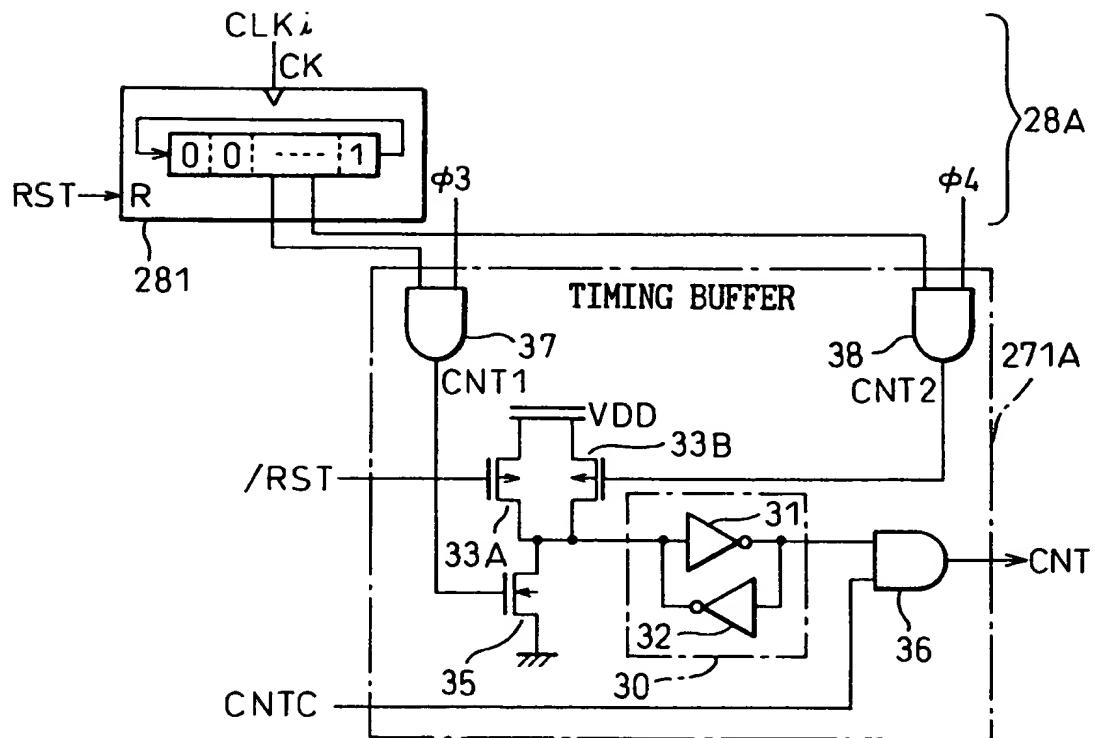 CLKi
CK
28A
0 0 ---- 1
φ3
φ4
RST
R
281
TIMING BUFFER
37
38
271A
CNT1
CNT2
VDD
33B
/RST
31
33A
CNT
32
36
35
30
CNTC